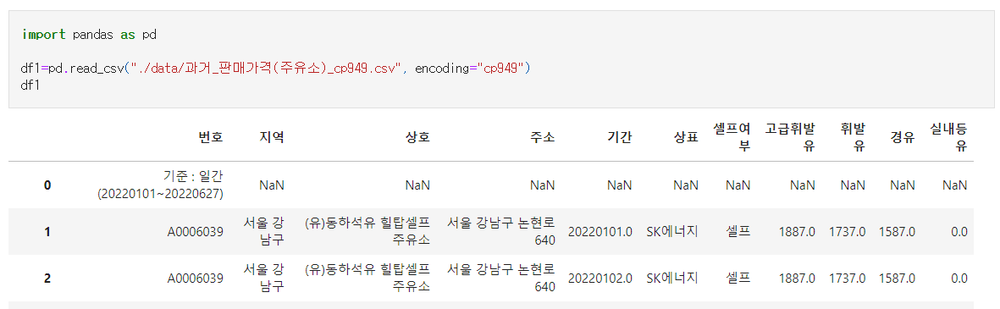 import pandas as pd
df1=pd.read_csv("./data/과거_판매가격(주유소)_cp949.csv", encoding="cp949")
df1
번호 지역 상호 주소 기간 상표 셀프여부 고급휘발유 휘발유 경유 실내등유
0 기준 : 일간 (20220101~20220627) NaN NaN NaN NaN NaN NaN NaN NaN NaN NaN
1 A0006039 서울 강남구 (유)동하석유 힐탑셀프주유소 서울 강남구 논현로 640 20220101.0 SK에너지 셀프 1887.0 1737.0 1587.0 0.0
2 A0006039 서울 강남구 (유)동하석유 힐탑셀프주유소 서울 강남구 논현로 640 20220102.0 SK에너지 셀프 1887.0 1737.0 1587.0 0.0